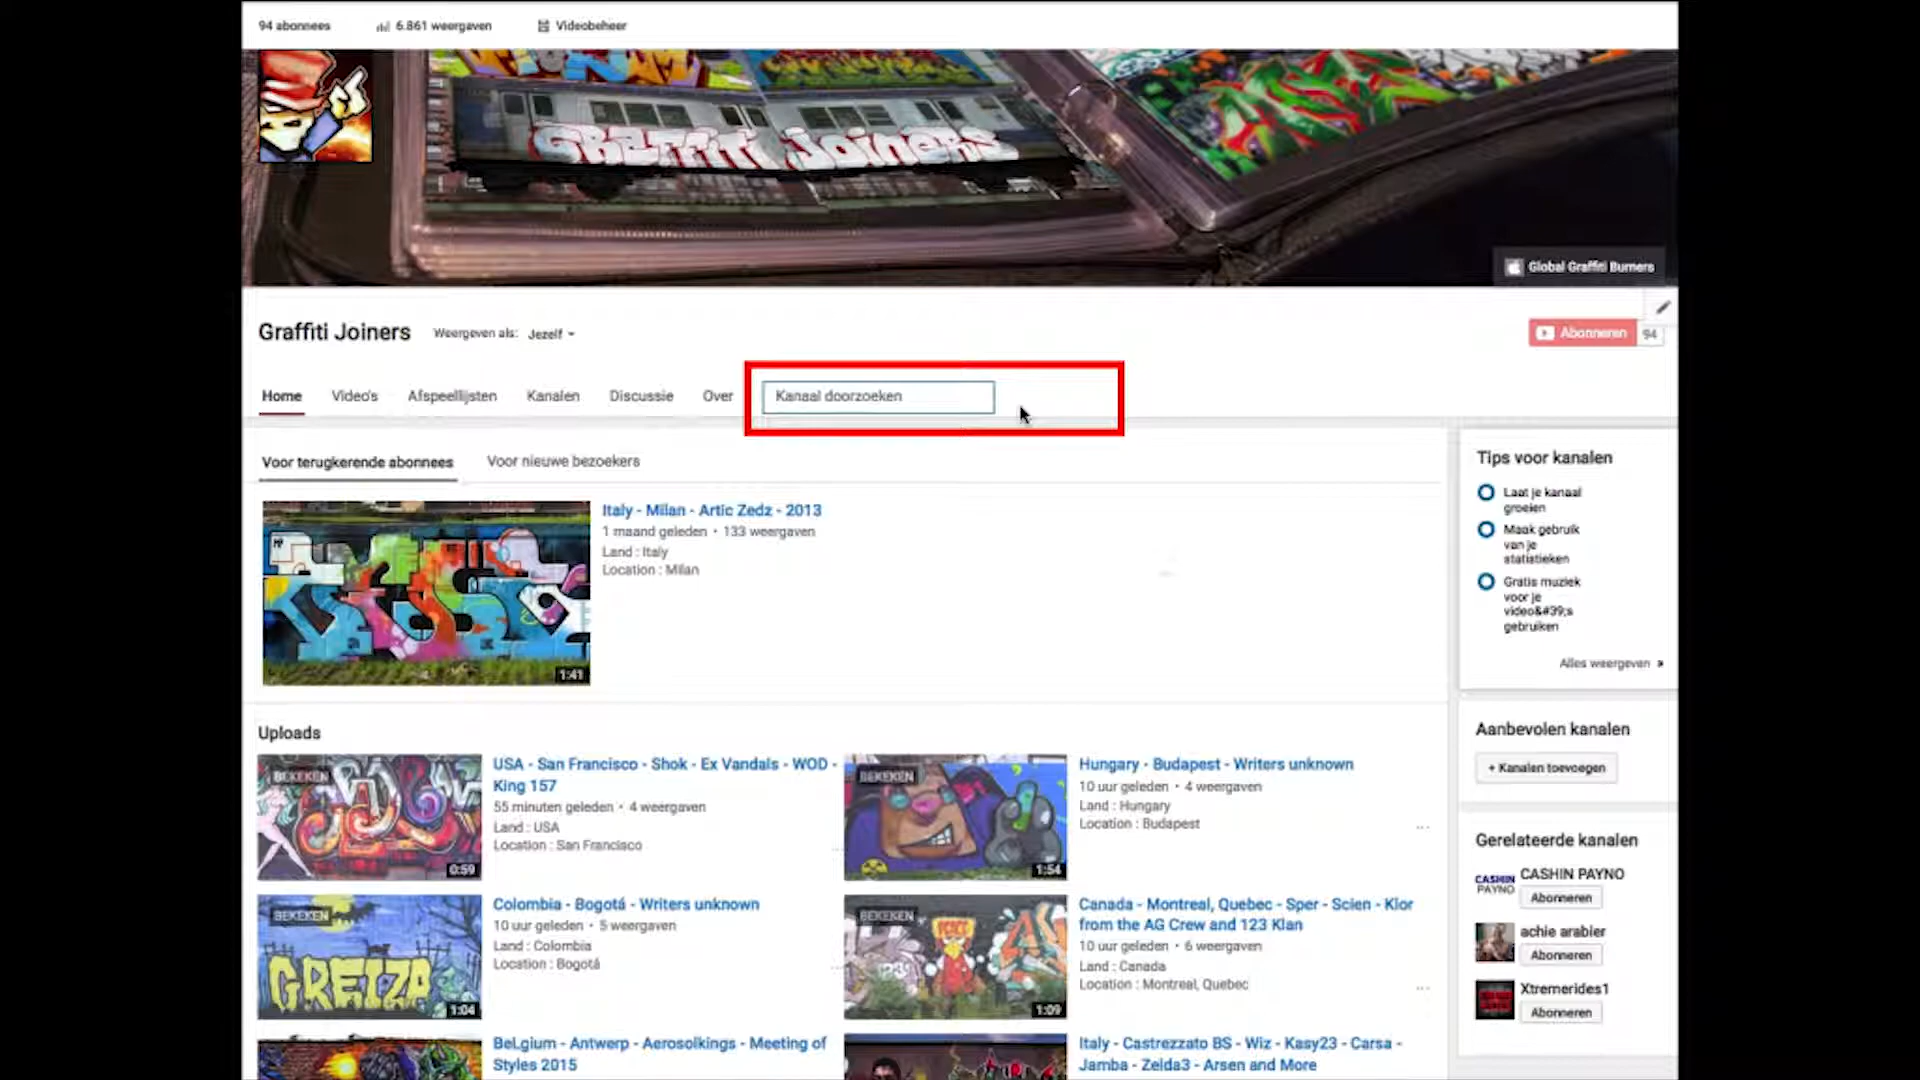 94 abonnees
6.861 weergaven
Videobeheer
GRAFFITI JOINERS
Global Graffiti Burners
Graffiti Joiners
Weergeven als: Jezelf
Abonneren 94
Home Video's Afspeellijsten Kanalen Discussie Over
Kanaal doorzoeken
Voor terugkerende abonnees
Voor nieuwe bezoekers
Italy - Milan - Artic Zedz - 2013
1 maand geleden • 133 weergaven
Land : Italy
Location : Milan
1:41
Uploads
BEKEKEN
0:59
USA - San Francisco - Shok - Ex Vandals - WOD -
King 157
55 minuten geleden • 4 weergaven
Land : USA
Location : San Francisco
BEKEKEN
1:54
Hungary - Budapest - Writers unknown
10 uur geleden • 4 weergaven
Land : Hungary
Location : Budapest
BEKEKEN
GREIZA
1:04
Colombia - Bogotá - Writers unknown
10 uur geleden • 5 weergaven
Land : Colombia
Location : Bogotá
BEKEKEN
1:09
Canada - Montreal, Quebec - Sper - Scien - Klor
from the AG Crew and 123 Klan
10 uur geleden • 6 weergaven
Land : Canada
Location : Montreal, Quebec
BeLgium - Antwerp - Aerosolkings - Meeting of
Styles 2015
Italy - Castrezzato BS - Wiz - Kasy23 - Carsa -
Jamba - Zelda3 - Arsen and More
Tips voor kanalen
Laat je kanaal
groeien
Maak gebruik
van je
statistieken
Gratis muziek
voor je
video&#39;s
gebruiken
Alles weergeven »
Aanbevolen kanalen
+ Kanalen toevoegen
Gerelateerde kanalen
CASHIN
PAYNO
CASHIN PAYNO
Abonneren
achie arabier
Abonneren
Xtremerides1
Abonneren